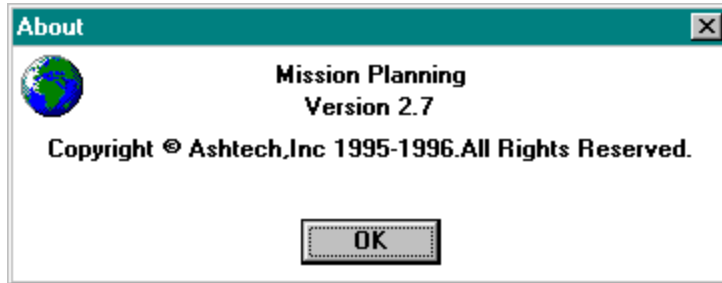 About
Mission Planning
Version 2.7
Copyright © Ashtech,Inc 1995-1996.All Rights Reserved.
OK